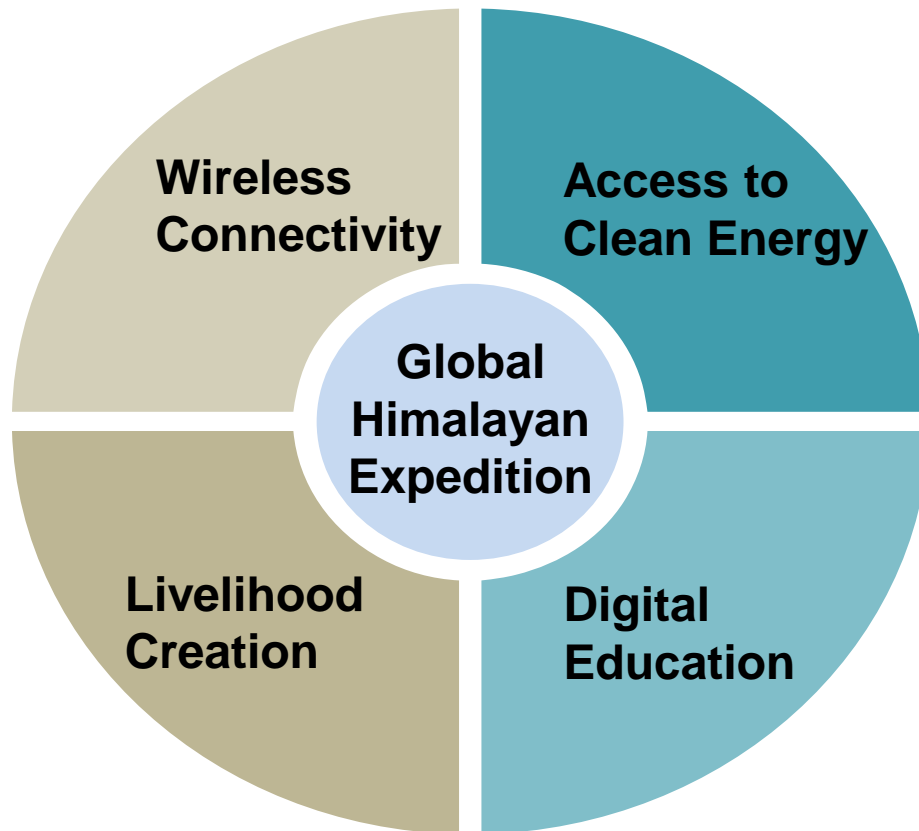 Wireless
Connectivity
Access to
Clean Energy
Global
Himalayan
Expedition
Livelihood
Creation
Digital
Education